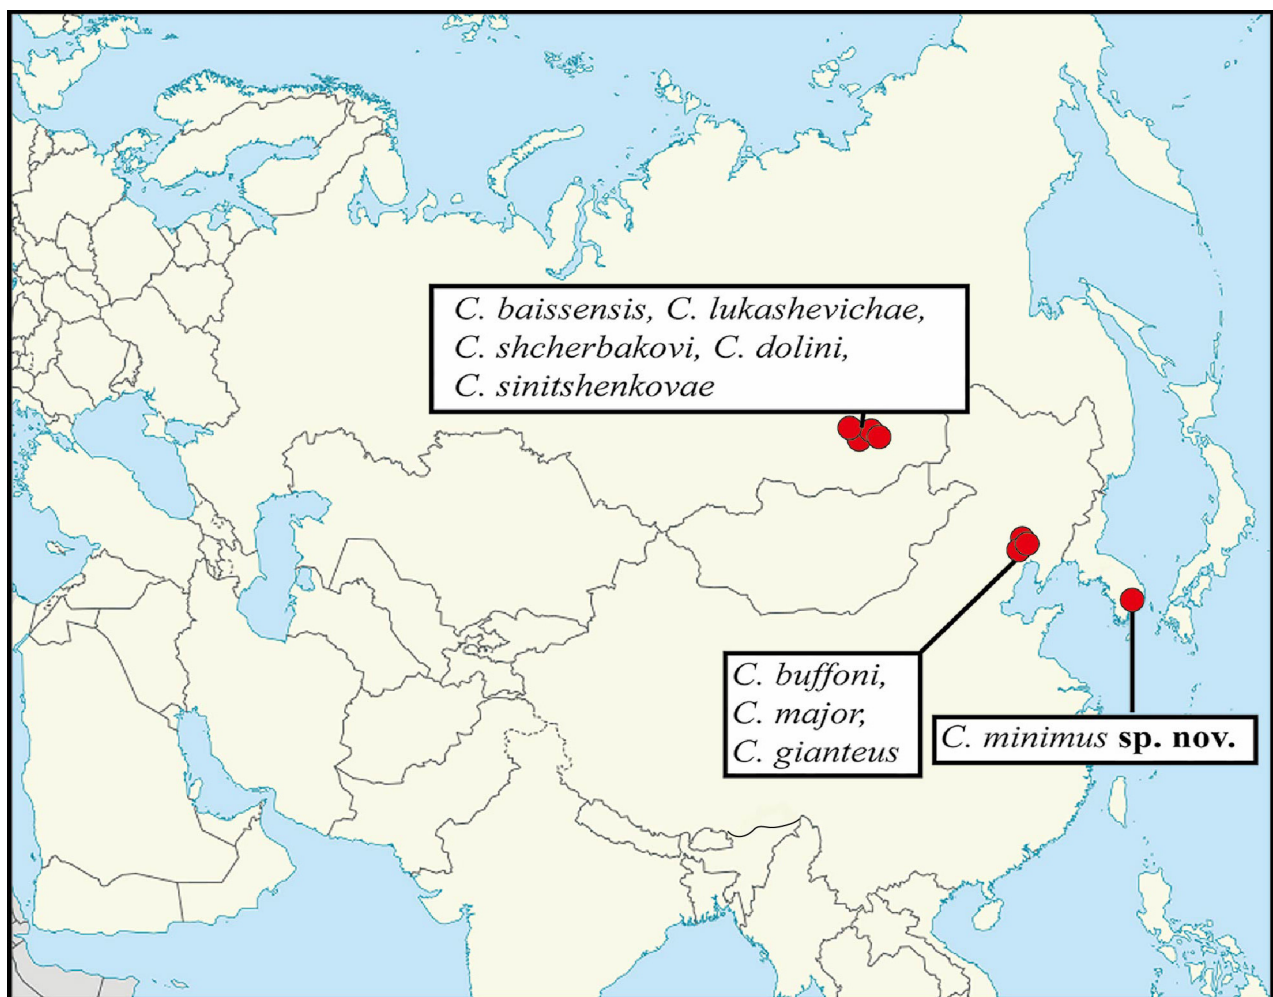 C. baissensis, C. lukashevichae,
C. shcherbakovi, C. dolini,
C. sinitshenkovae
C. buffoni,
C. major,
C. gianteus
C. minimus sp. nov.